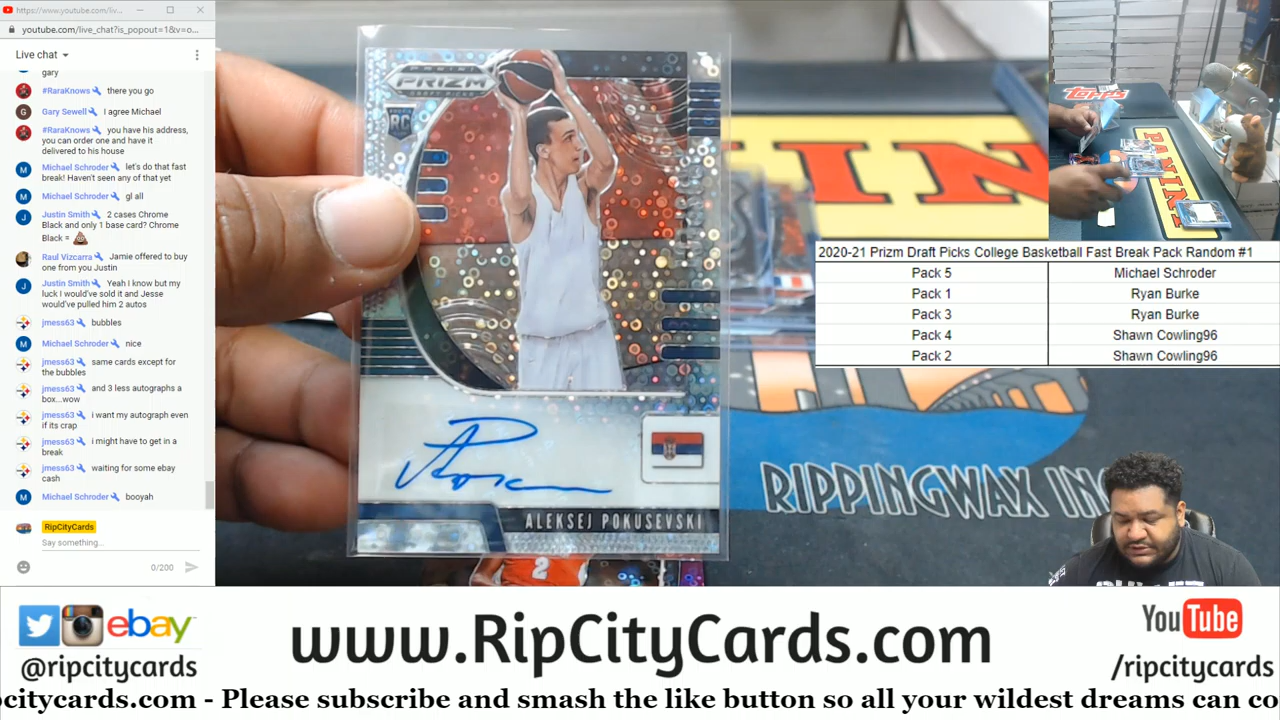 https://www.youtube.com/liv...
youtube.com/live_chat?is_popout=1&v=o...
Live chat
gary
#RaraKnows there you go
Gary Sewell I agree Michael
#RaraKnows you have his address,
you can order one and have it
delivered to his house
Michael Schroder let's do that fast
break! Haven't seen any of that yet
Michael Schroder gl all
Justin Smith 2 cases Chrome
Black and only 1 base card? Chrome
Black = 💩
Raul Vizcarra Jamie offered to buy
one from you Justin
Justin Smith Yeah I know but my
luck I would've sold it and Jesse
would've pulled him 2 autos
jmess63 bubbles
Michael Schroder nice
jmess63 same cards except for
the bubbles
jmess63 and 3 less autographs a
box...wow
jmess63 i want my autograph even
if its crap
jmess63 i might have to get in a
break
jmess63 waiting for some ebay
cash
Michael Schroder booyah
RipCityCards
Say something...
0/200
PANINI
PRIZM
DRAFT PICKS
RC
ALEKSEJ POKUSEVSKI
2
INI
TOPPS
PANINI
2020-21 Prizm Draft Picks College Basketball Fast Break Pack Random #1
Pack 5 Michael Schroder
Pack 1 Ryan Burke
Pack 3 Ryan Burke
Pack 4 Shawn Cowling96
Pack 2 Shawn Cowling96
RIPPINGWAX INC
ebay
@ripcitycards
www.RipCityCards.com
YouTube
/ripcitycards
pcitycards.com - Please subscribe and smash the like button so all your wildest dreams can co